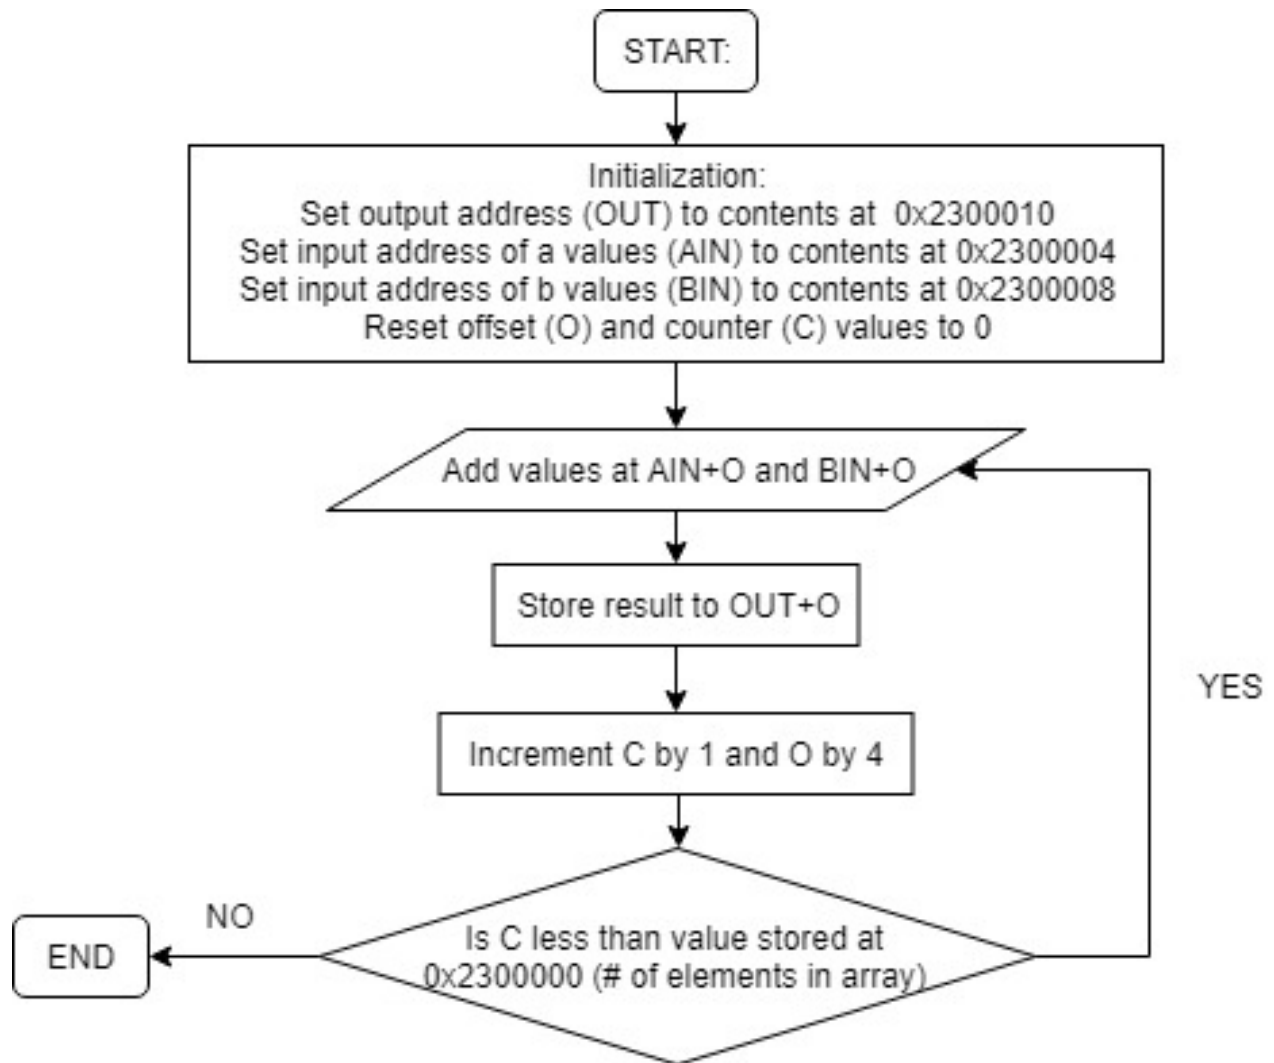 START:
Initialization:
Set output address (OUT) to contents at 0x2300010
Set input address of a values (AIN) to contents at 0x2300004
Set input address of b values (BIN) to contents at 0x2300008
Reset offset (O) and counter (C) values to 0
Add values at AIN+O and BIN+O
Store result to OUT+O
YES
Increment C by 1 and O by 4
NO
Is C less than value stored at
0x2300000 (# of elements in array)
END